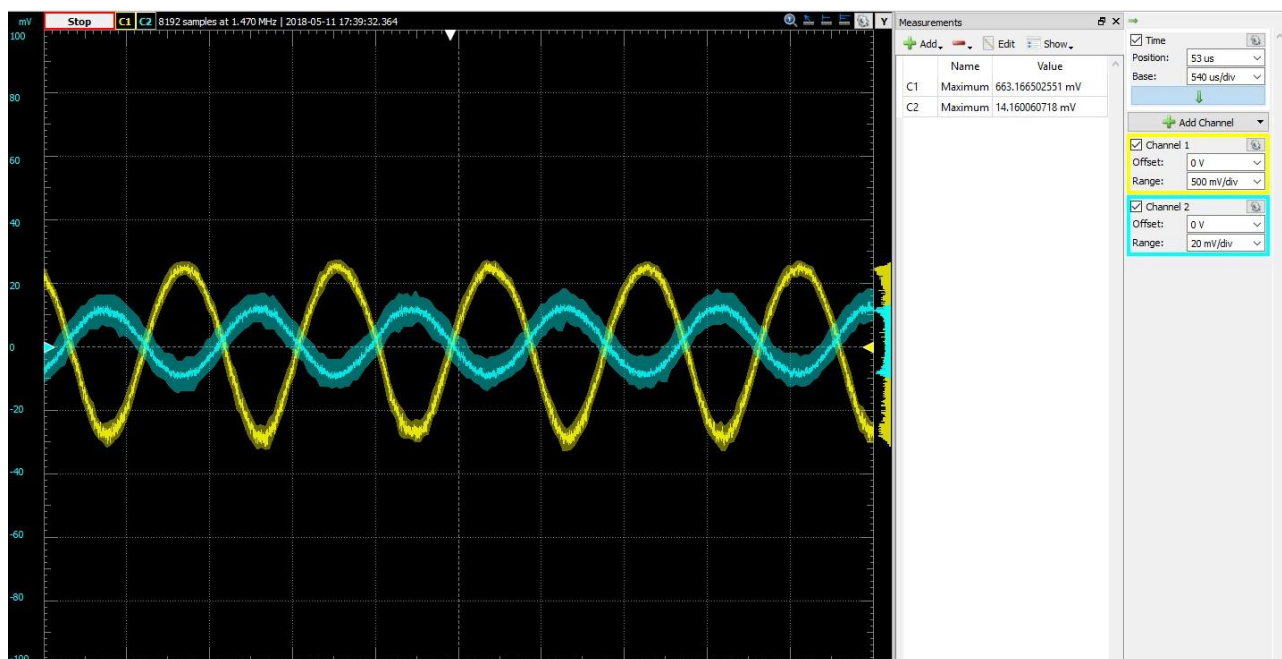 mV Stop C1 C2 8192 samples at 1.470 MHz | 2018-05-11 17:39:32.364 Y
100
80
60
40
20
0
-20
-40
-60
-80
-100
Measurements
Add Edit Show
Name Value
C1 Maximum 663.166502551 mV
C2 Maximum 14.160060718 mV
Time
Position: 53 us
Base: 540 us/div
Add Channel
Channel 1
Offset: 0 V
Range: 500 mV/div
Channel 2
Offset: 0 V
Range: 20 mV/div